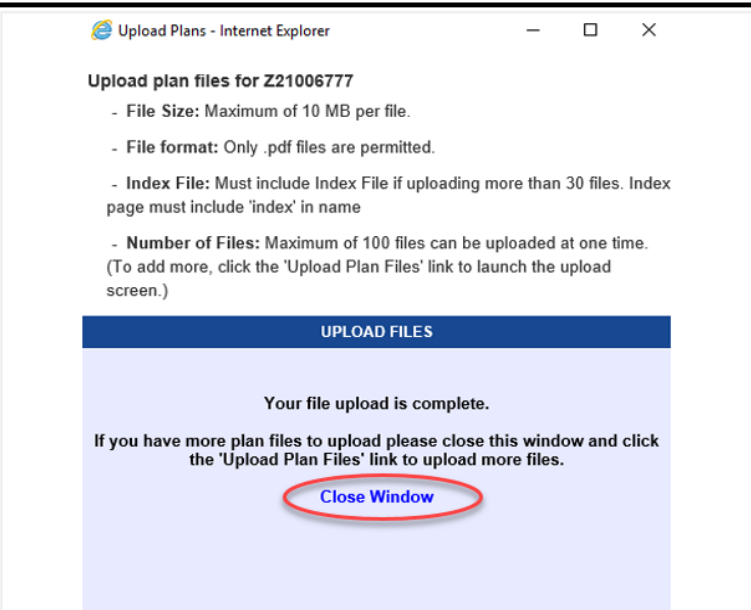 Upload Plans - Internet Explorer
Upload plan files for Z21006777
- File Size: Maximum of 10 MB per file.
- File format: Only .pdf files are permitted.
- Index File: Must include Index File if uploading more than 30 files. Index
page must include 'index' in name
- Number of Files: Maximum of 100 files can be uploaded at one time.
(To add more, click the 'Upload Plan Files' link to launch the upload
screen.)
UPLOAD FILES
Your file upload is complete.
If you have more plan files to upload please close this window and click
the 'Upload Plan Files' link to upload more files.
Close Window